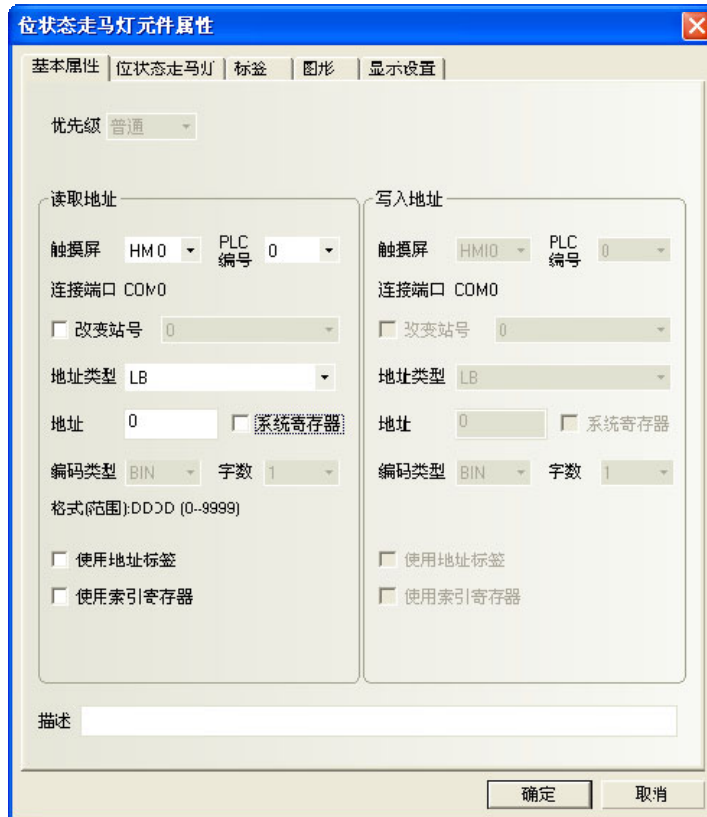 位状态走马灯元件属性
基本属性 位状态走马灯 标签 图形 显示设置
优先级 普通
读取地址
触摸屏 HMI0 PLC编号 0
连接端口 COM0
改变站号 0
地址类型 LB
地址 0 系统寄存器
编码类型 BIN 字数 1
格式(范围):DDDD (0--9999)
使用地址标签
使用索引寄存器
写入地址
触摸屏 HMI0 PLC编号 0
连接端口 COM0
改变站号 0
地址类型 LB
地址 0 系统寄存器
编码类型 BIN 字数 1
使用地址标签
使用索引寄存器
描述
确定 取消